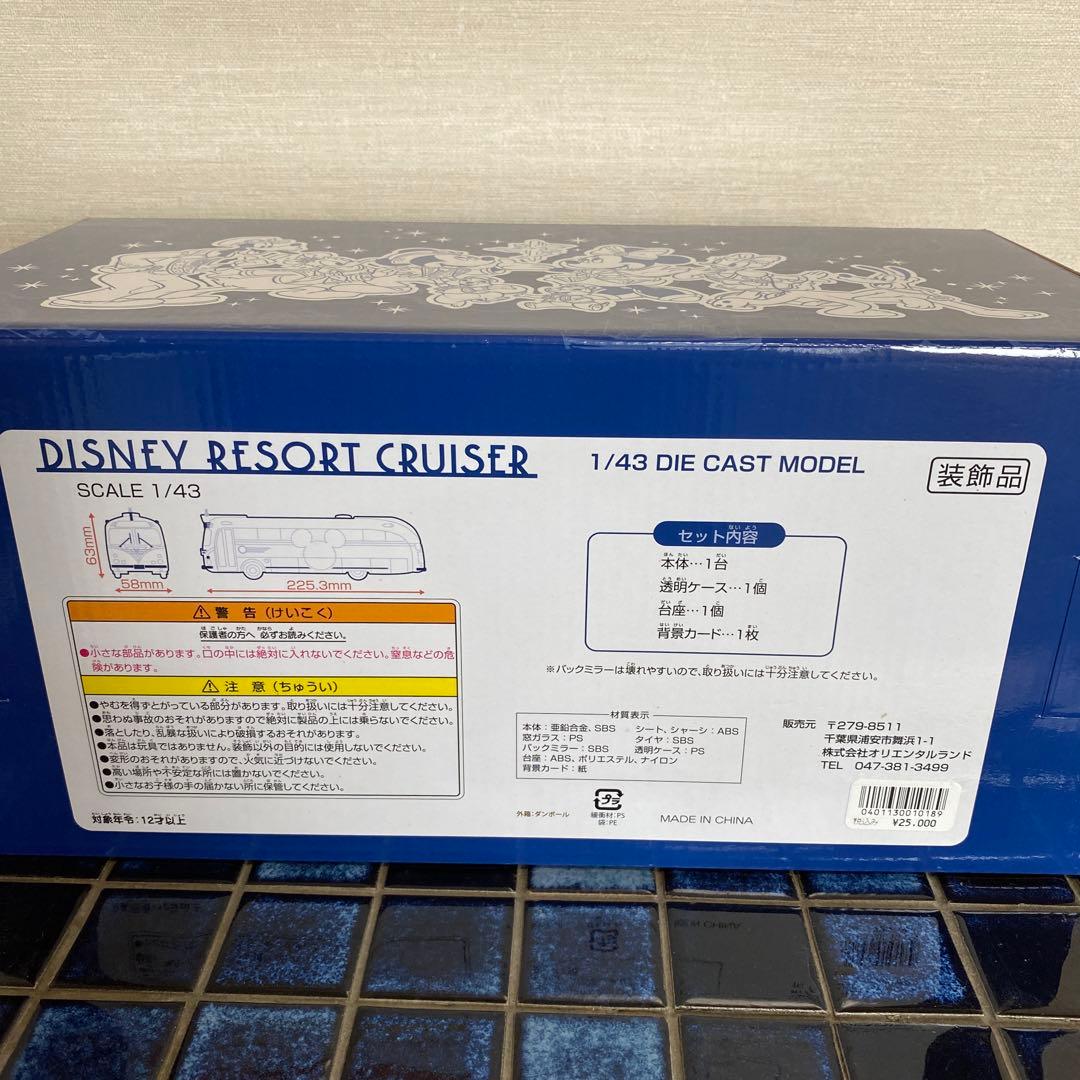 DISNEY RESORT CRUISER
1/43 DIE CAST MODEL
装飾品
SCALE 1/43
63mm
58mm
225.3mm
警 告 (けいこく)
保護者の方へ 必ずお読みください。
●小さな部品があります。口の中には絶対に入れないでください。窒息などの危
険があります。
注 意 (ちゅうい)
●やむを得ずとがっている部分があります。取り扱いには十分注意してください。
●思わぬ事故のおそれがありますので絶対に製品の上には乗らないでください。
●落としたり、乱暴な扱いにより破損するおそれがあります。
●本品は玩具ではありません。装飾以外の目的には使用しないでください。
●変形のおそれがありますので、火気に近づけないでください。
●高い場所や不安定な所には置かないでください。
●小さなお子様の手の届かない所に保管してください。
対象年令:12才以上
セット内容
本体…1台
透明ケース…1個
台座…1個
背景カード…1枚
※バックミラーは壊れやすいので、取り扱いには十分注意してください。
材質表示
本体:亜鉛合金、SBS シート、シャーシ:ABS
窓ガラス:PS タイヤ:SBS
バックミラー:SBS 透明ケース:PS
台座:ABS、ポリエステル、ナイロン
背景カード:紙
外箱:ダンボール
プラ
緩衝材:PS
袋:PE
MADE IN CHINA
販売元 〒279-8511
千葉県浦安市舞浜1-1
株式会社オリエンタルランド
TEL 047-381-3499
0401130010189
税込み ¥25,000